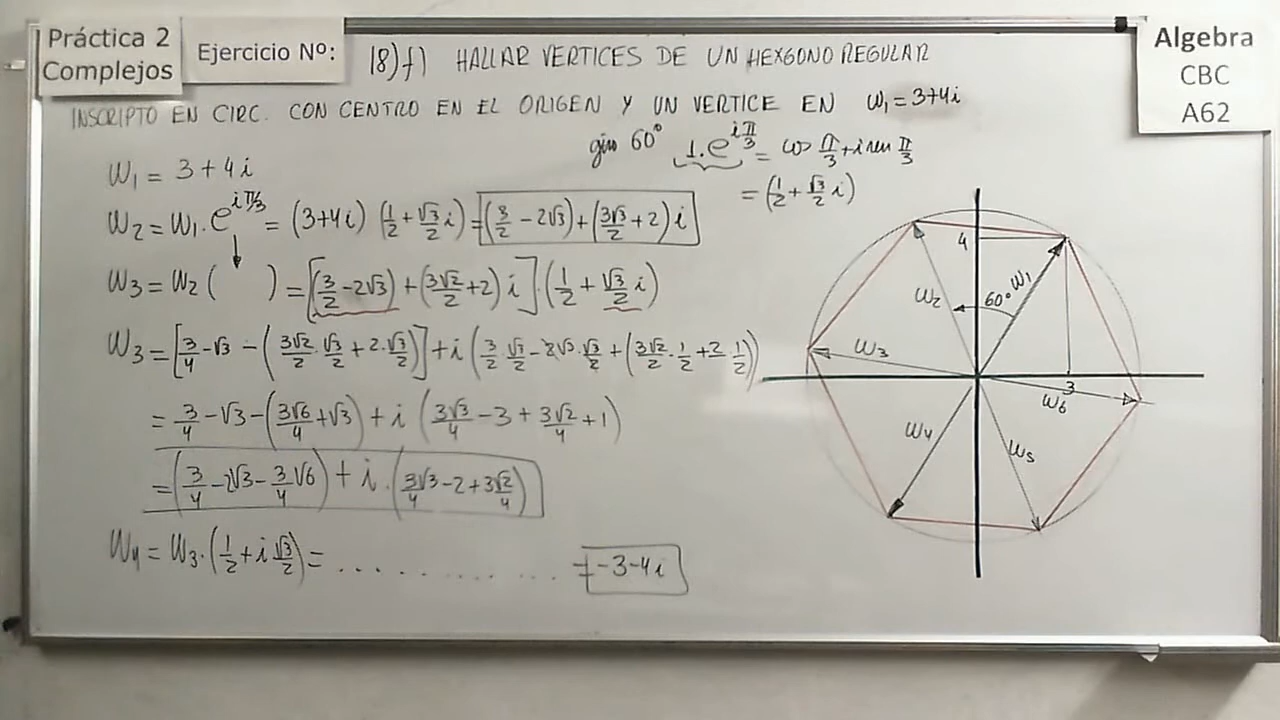 Práctica 2
Complejos
Ejercicio Nº:
18)f) HALLAR VERTICES DE UN HEXGONO REGULAR
Algebra
CBC
A62
INSCRIPTO EN CIRC. CON CENTRO EN EL ORIGEN Y UN VERTICE EN w₁ = 3+4i
giro 60° 1·e^(iπ/3) = cos π/3 + i sen π/3
= (1/2 + √3/2 i)
W₁ = 3 + 4i
W₂ = W₁·e^(iπ/3) = (3+4i) (1/2 + √3/2 i) = (3/2 - 2√3) + (3√3/2 + 2) i
W₃ = W₂ ( ) = [(3/2 - 2√3) + (3√2/2 + 2) i] (1/2 + √3/2 i)
W₃ = [3/4 - √3 - (3√2/2 · √3/2 + 2·√3/2)] + i (3/2 √3/2 - 2√3·√3/2 + (3√2/2 · 1/2 + 2 1/2))
= 3/4 - √3 - (3√6/4 + √3) + i (3√3/4 - 3 + 3√2/4 + 1)
= (3/4 - 2√3 - 3/4 √6) + i · (3√3/4 - 2 + 3√2/4)
W₄ = W₃·(1/2 + i √3/2) = . . . . . . . . . . = -3-4i
4
W₁
60°
W₂
W₃
3
W₆
W₄
W₅